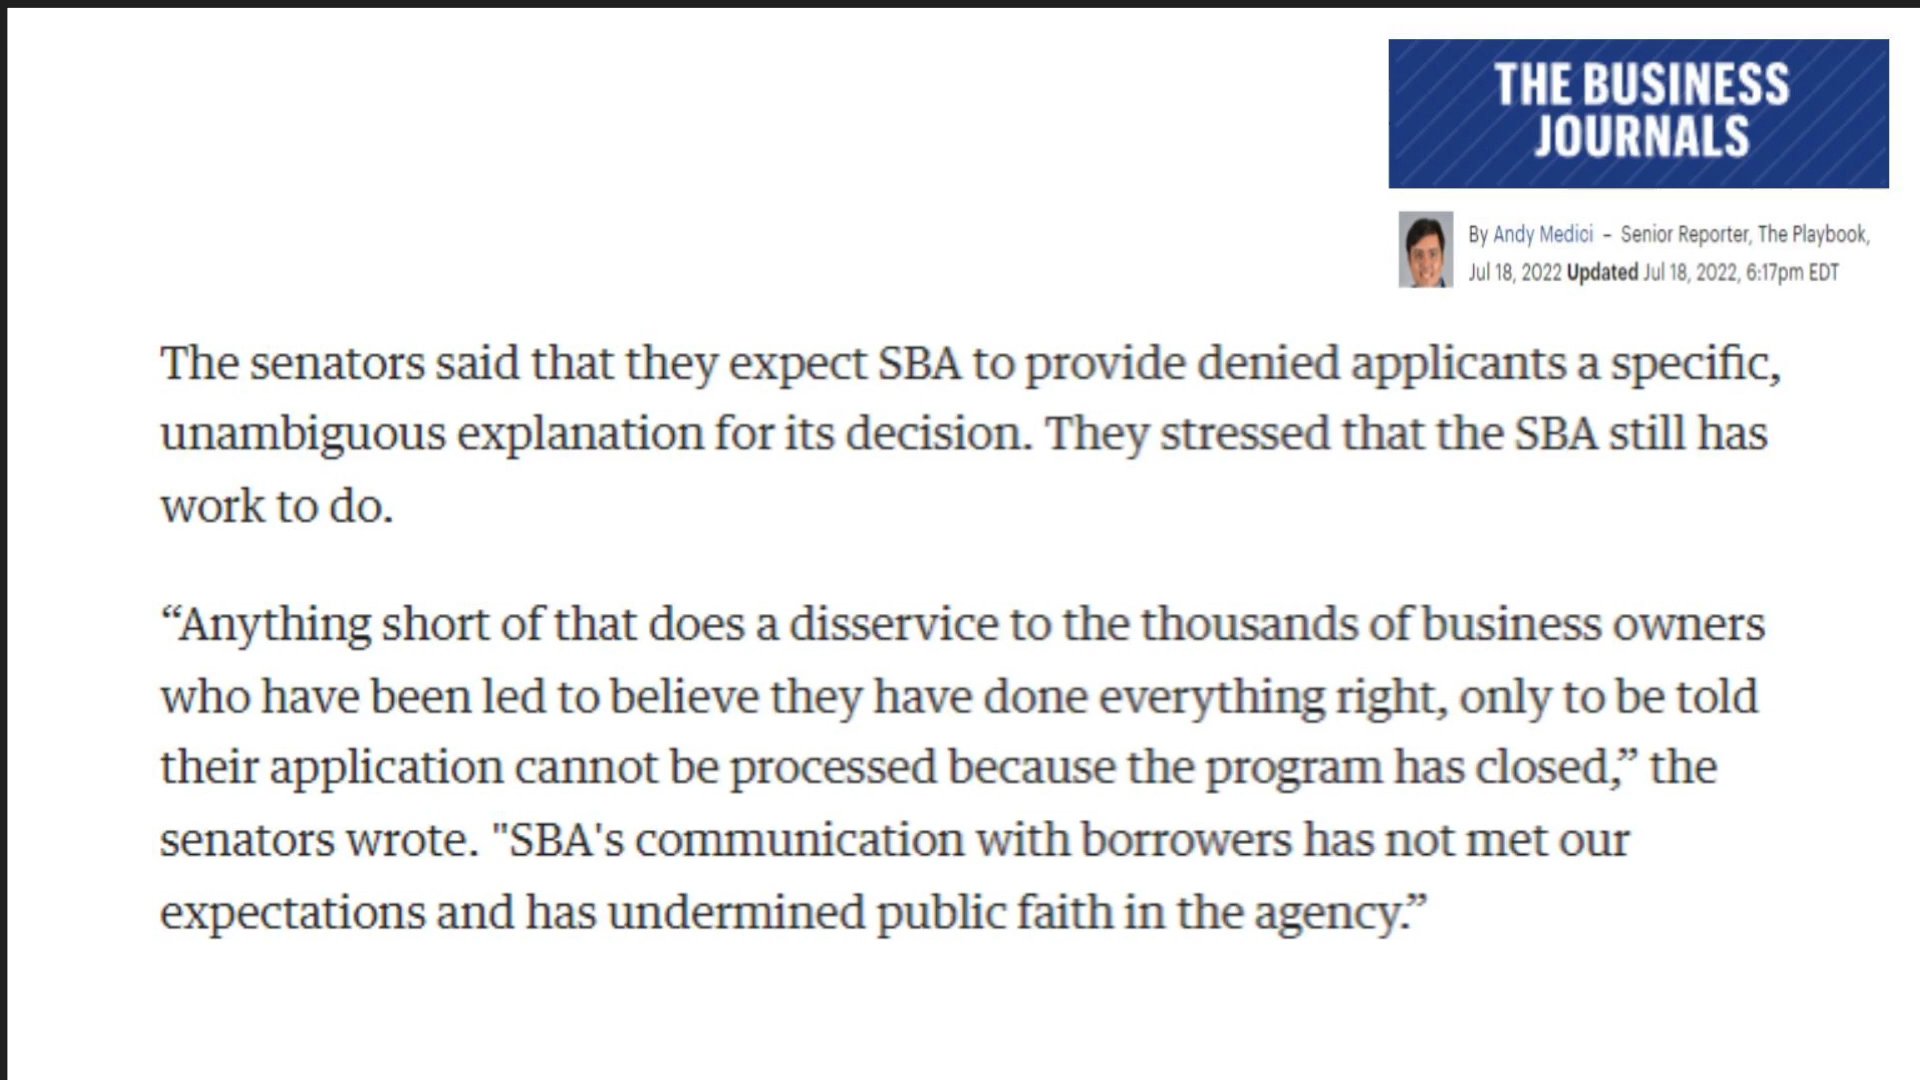 THE BUSINESS
JOURNALS
By Andy Medici – Senior Reporter, The Playbook,
Jul 18, 2022 Updated Jul 18, 2022, 6:17pm EDT
The senators said that they expect SBA to provide denied applicants a specific,
unambiguous explanation for its decision. They stressed that the SBA still has
work to do.
“Anything short of that does a disservice to the thousands of business owners
who have been led to believe they have done everything right, only to be told
their application cannot be processed because the program has closed,” the
senators wrote. "SBA's communication with borrowers has not met our
expectations and has undermined public faith in the agency.”